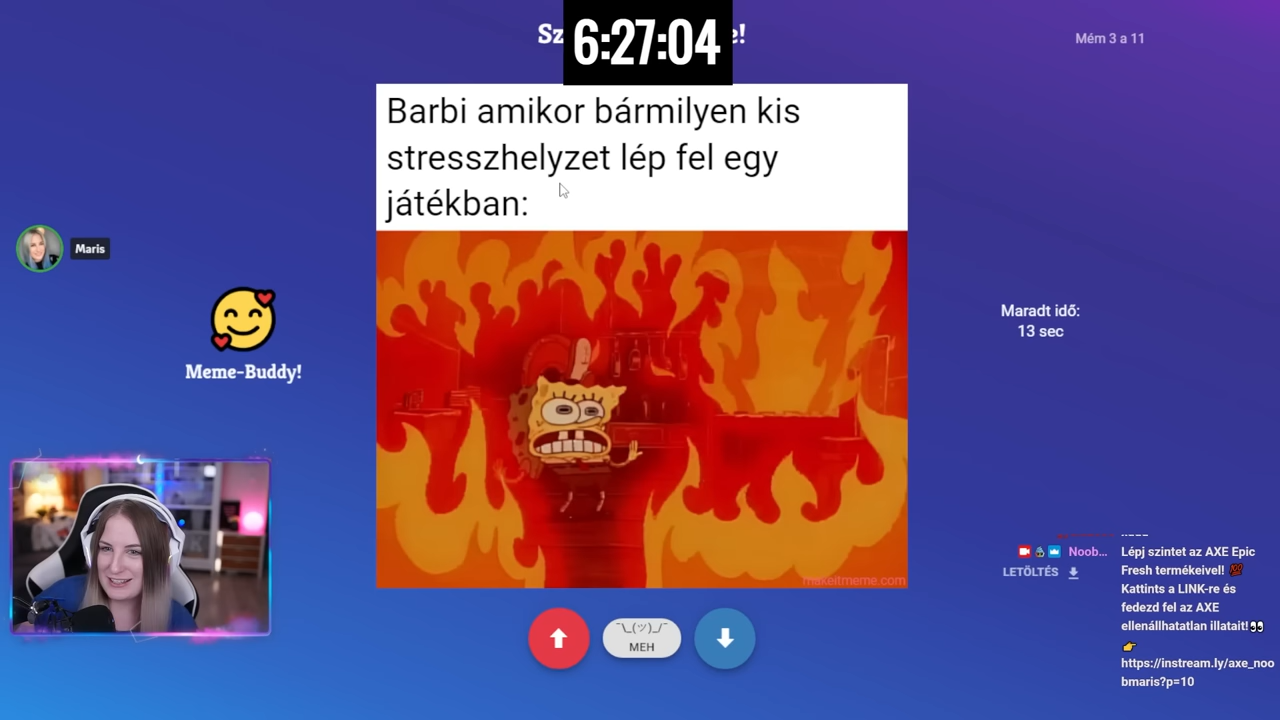 Sz
e!
6:27:04
Mém 3 a 11
Barbi amikor bármilyen kis
stresszhelyzet lép fel egy
játékban:
Maris
Meme-Buddy!
Maradt idő:
13 sec
makeitmeme.com
¯\_(ツ)_/¯
MEH
LETÖLTÉS
Noob...
Lépj szintet az AXE Epic
Fresh termékeivel! 💯
Kattints a LINK-re és
fedezd fel az AXE
ellenállhatatlan illatait!👀
👉
https://instream.ly/axe_noo
bmaris?p=10